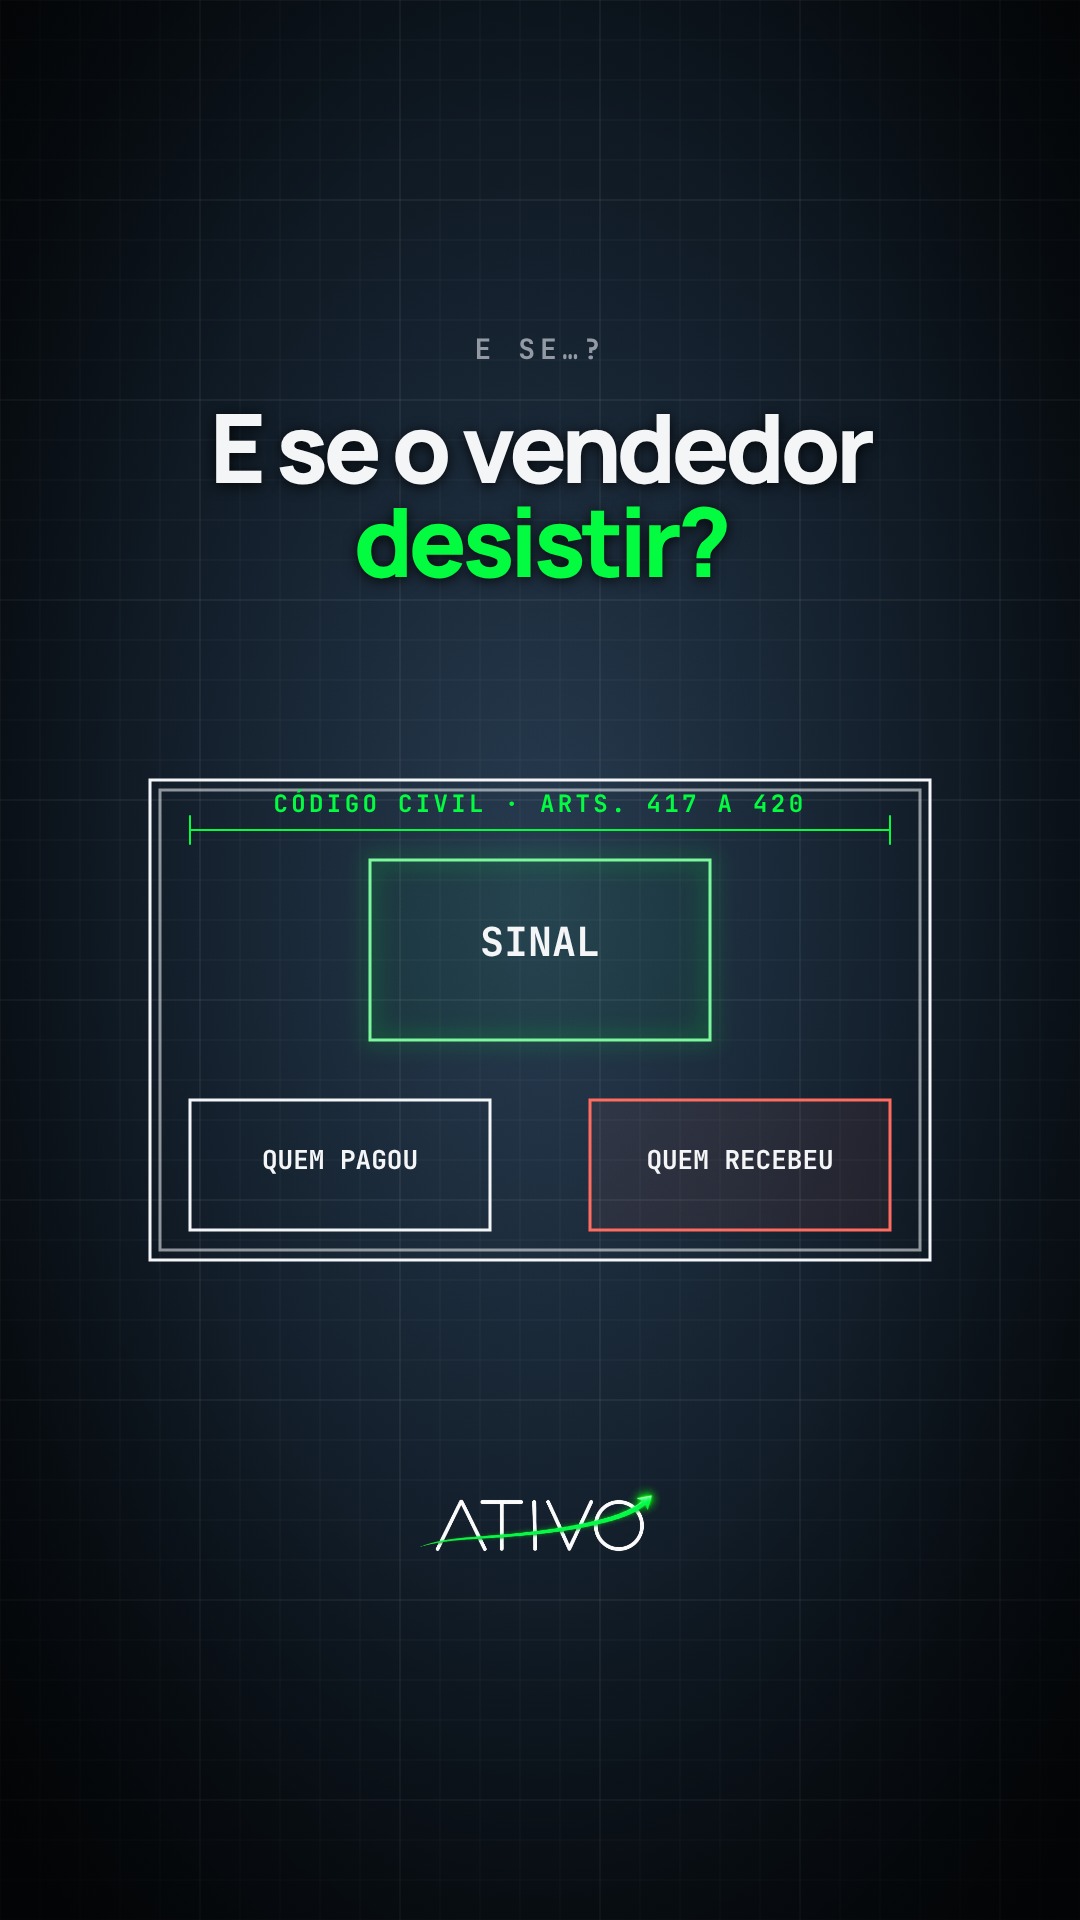 E SE…?
E se o vendedor
desistir?
CÓDIGO CIVIL · ARTS. 417 A 420
SINAL
QUEM PAGOU
QUEM RECEBEU
ATIVO